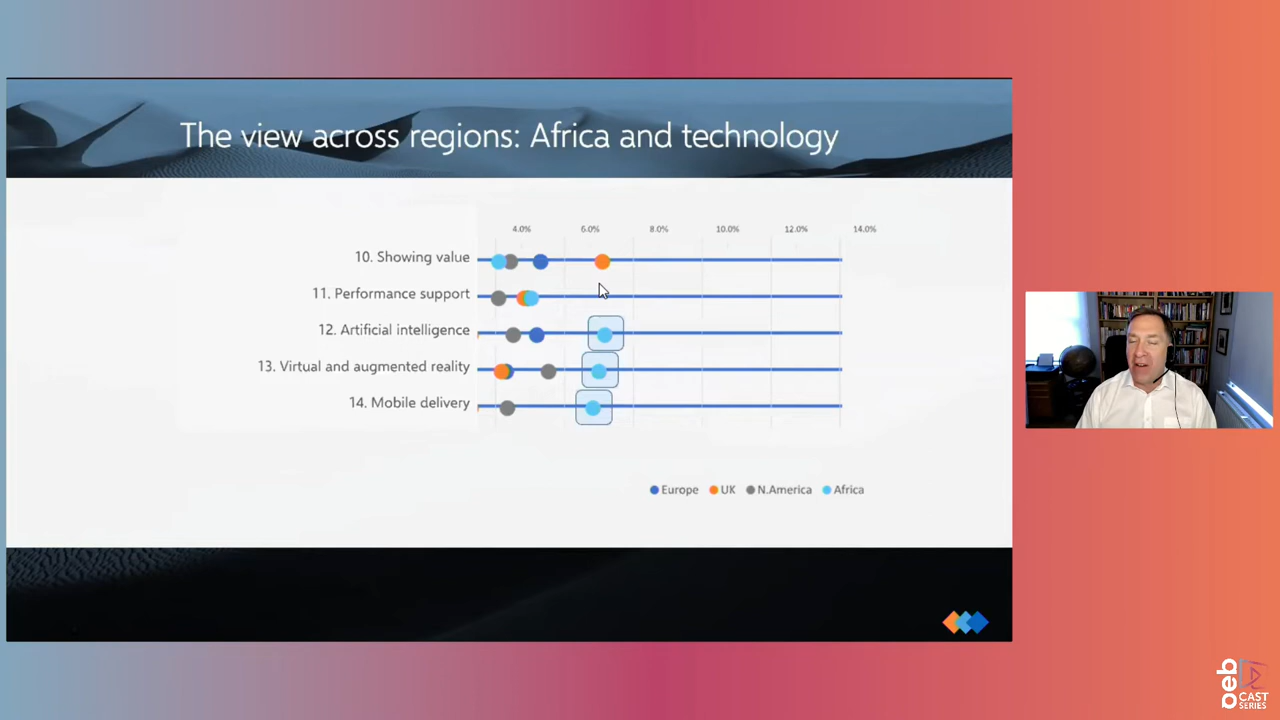 The view across regions: Africa and technology
4.0% 6.0% 8.0% 10.0% 12.0% 14.0%
10. Showing value
11. Performance support
12. Artificial intelligence
13. Virtual and augmented reality
14. Mobile delivery
Europe UK N.America Africa
oeb
CAST
SERIES